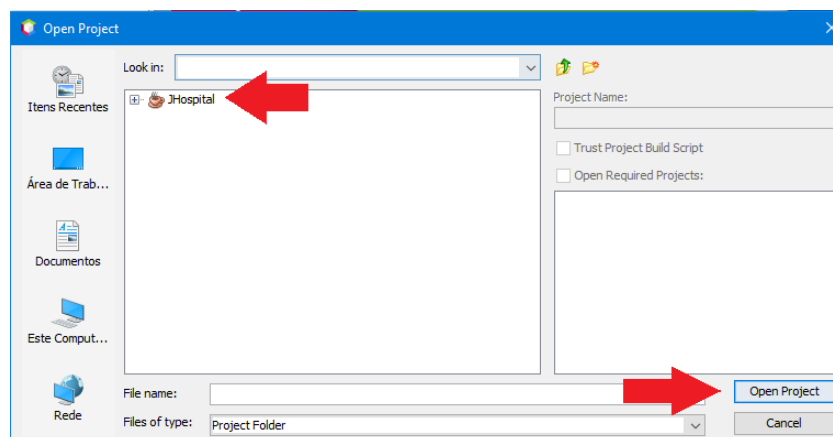 Open Project
Look in:
Itens Recentes
JHospital
Project Name:
Trust Project Build Script
Open Required Projects:
Área de Trab...
Documentos
Este Comput...
Rede
File name:
Open Project
Files of type:
Project Folder
Cancel